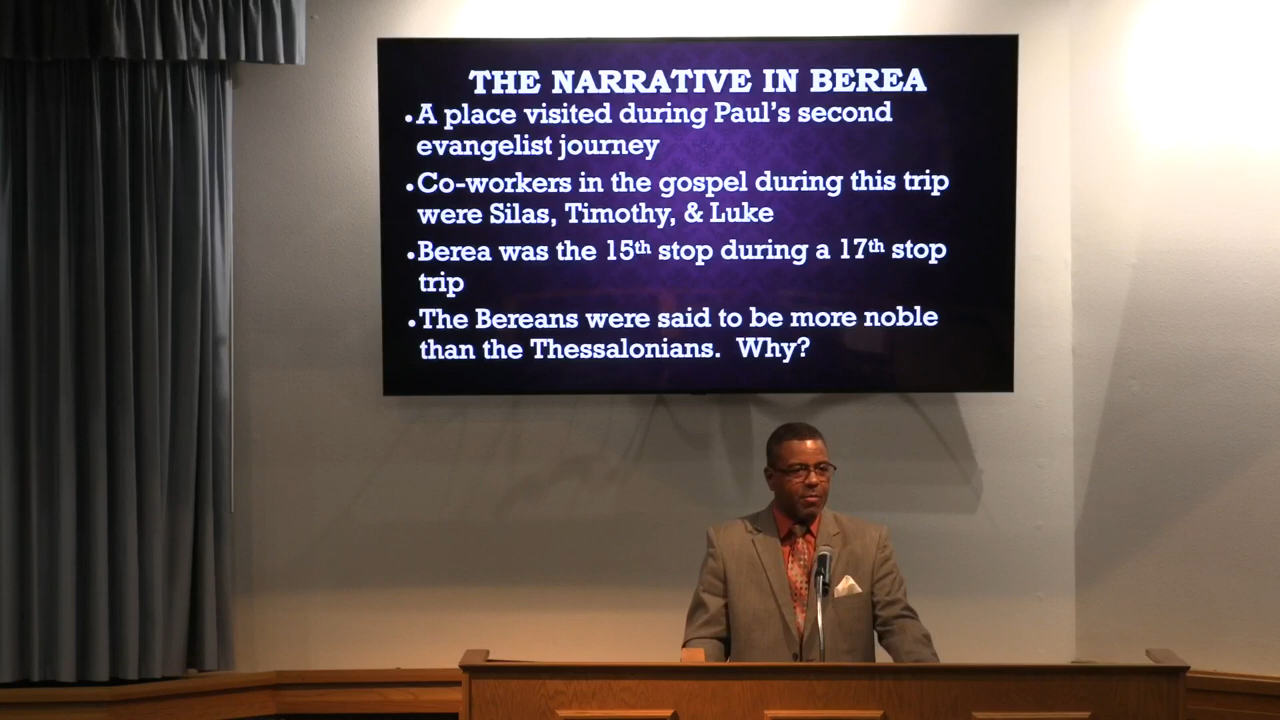 THE NARRATIVE IN BEREA
•A place visited during Paul's second
evangelist journey
•Co-workers in the gospel during this trip
were Silas, Timothy, & Luke
•Berea was the 15th stop during a 17th stop
trip
•The Bereans were said to be more noble
than the Thessalonians.  Why?